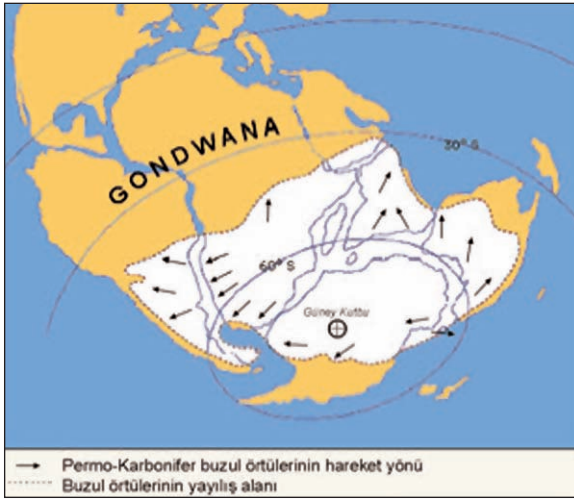 GONDWANA
30° S
60° S
Güney Kutbu
Permo-Karbonifer buzul örtülerinin hareket yönü
Buzul örtülerinin yayılış alanı